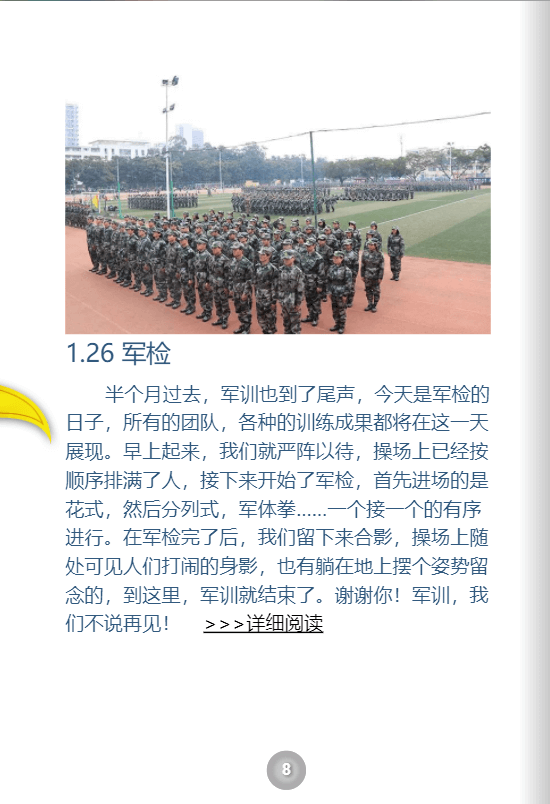 1.26 军检
半个月过去，军训也到了尾声，今天是军检的
日子，所有的团队，各种的训练成果都将在这一天
展现。早上起来，我们就严阵以待，操场上已经按
顺序排满了人，接下来开始了军检，首先进场的是
花式，然后分列式，军体拳……一个接一个的有序
进行。在军检完了后，我们留下来合影，操场上随
处可见人们打闹的身影，也有躺在地上摆个姿势留
念的，到这里，军训就结束了。谢谢你！军训，我
们不说再见！ >>>详细阅读
8